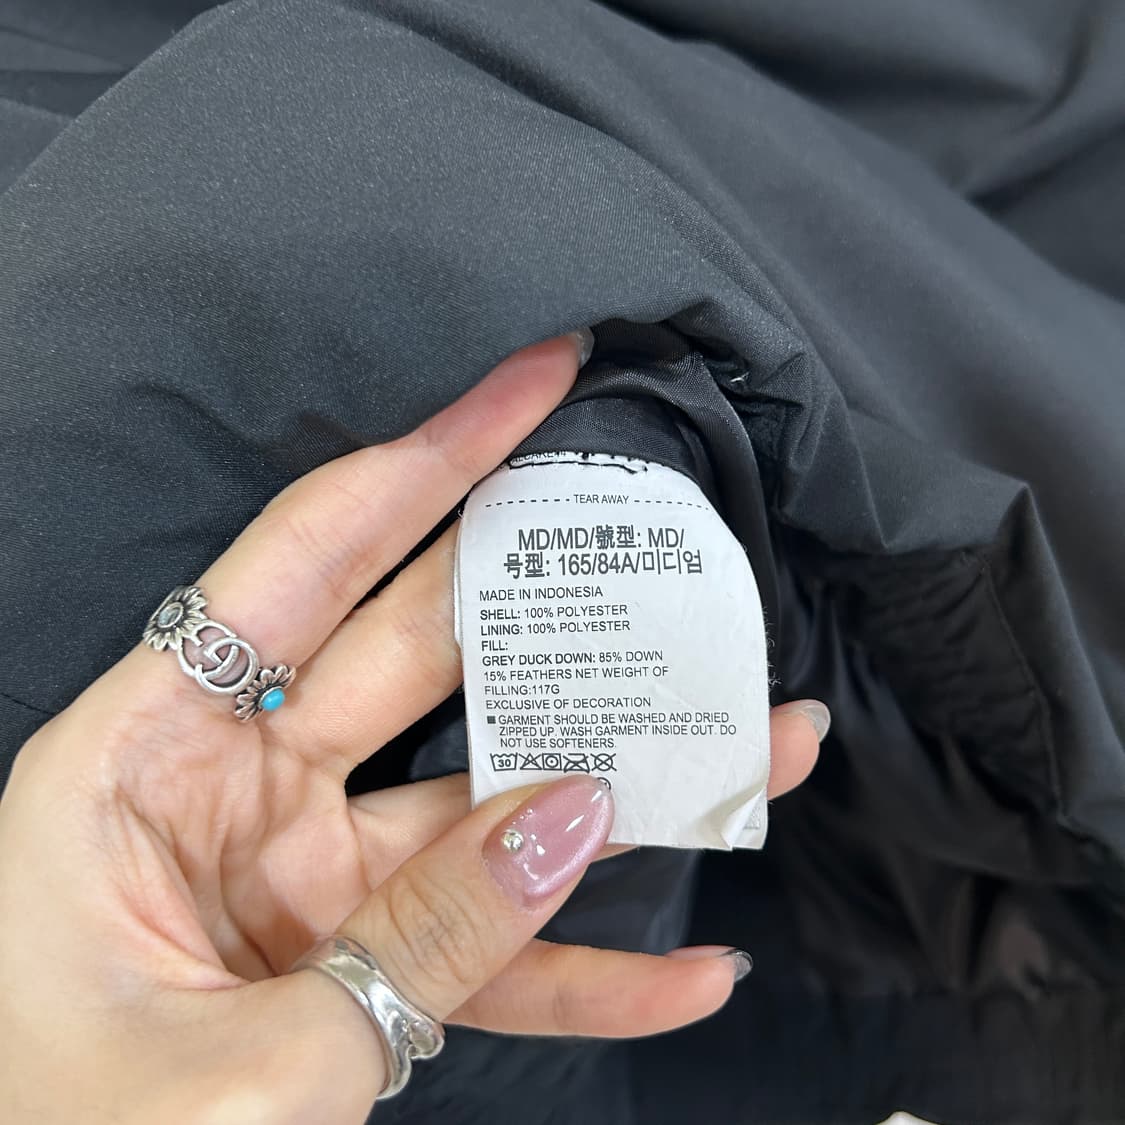 TEAR AWAY
MD/MD/號型: MD/
号型: 165/84A/미디엄
MADE IN INDONESIA
SHELL: 100% POLYESTER
LINING: 100% POLYESTER
FILL:
GREY DUCK DOWN: 85% DOWN
15% FEATHERS NET WEIGHT OF
FILLING:117G
EXCLUSIVE OF DECORATION
GARMENT SHOULD BE WASHED AND DRIED
ZIPPED UP. WASH GARMENT INSIDE OUT. DO
NOT USE SOFTENERS.
30